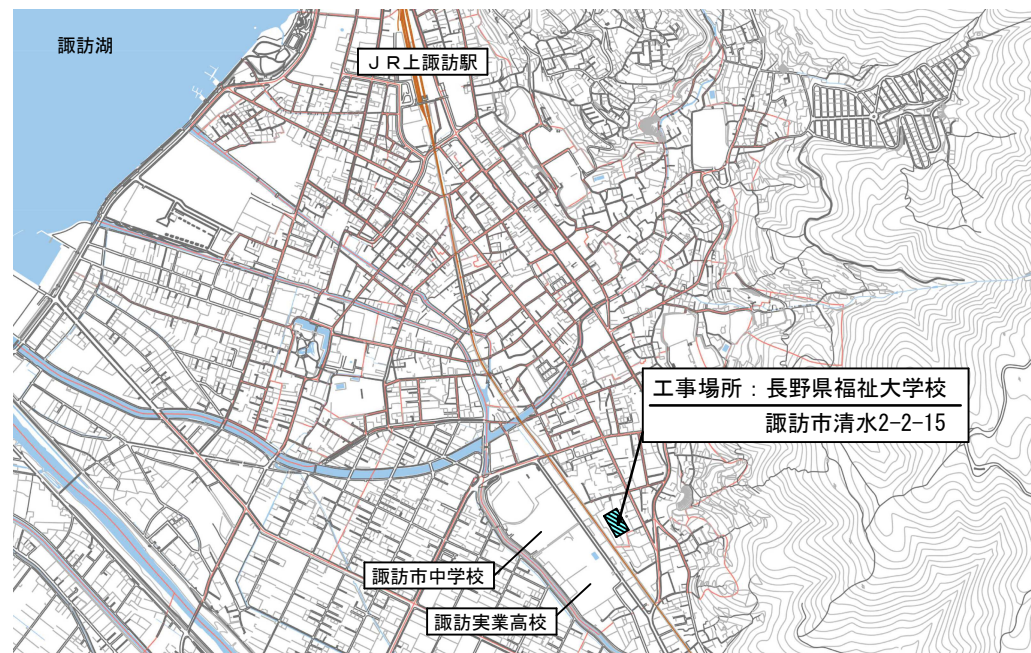 諏訪湖
ＪＲ上諏訪駅
工事場所：長野県福祉大学校
諏訪市清水2-2-15
諏訪市中学校
諏訪実業高校